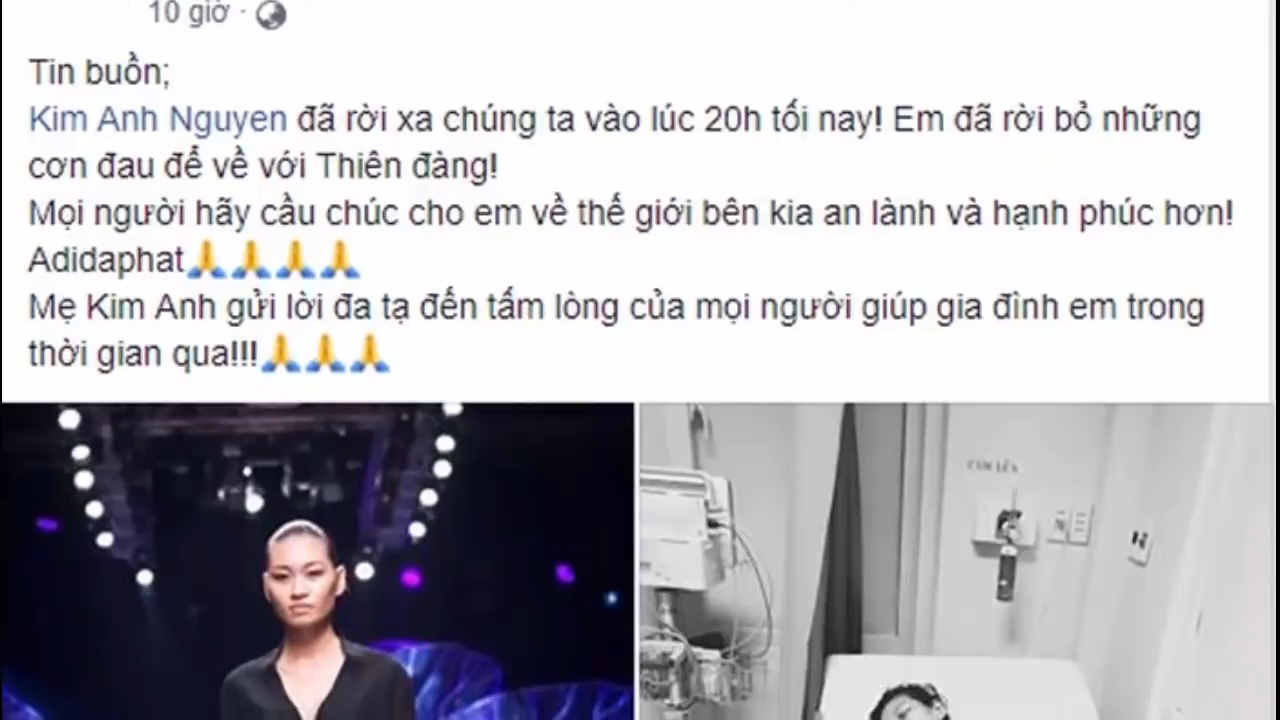 10 giờ ·
Tin buồn;
Kim Anh Nguyen đã rời xa chúng ta vào lúc 20h tối nay! Em đã rời bỏ những
cơn đau để về với Thiên đàng!
Mọi người hãy cầu chúc cho em về thế giới bên kia an lành và hạnh phúc hơn!
Adidaphat🙏🙏🙏🙏
Mẹ Kim Anh gửi lời đa tạ đến tấm lòng của mọi người giúp gia đình em trong
thời gian qua!!!🙏🙏🙏